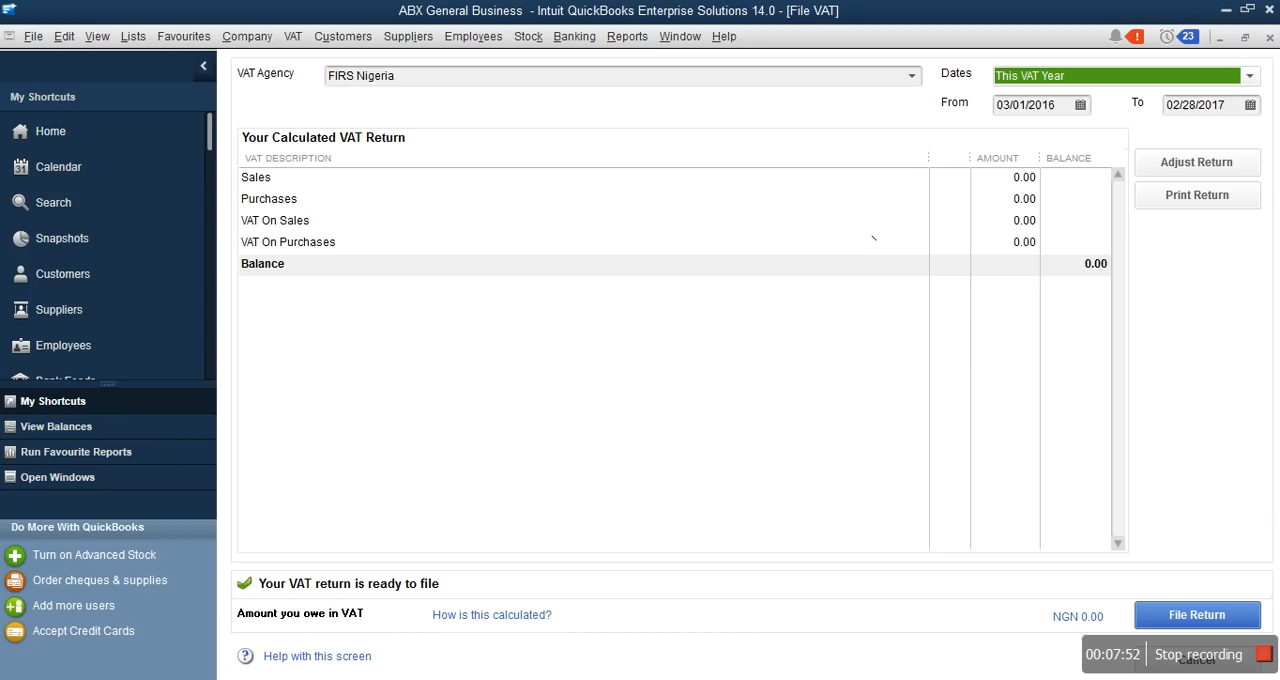 ABX General Business - Intuit QuickBooks Enterprise Solutions 14.0 - [File VAT]
File Edit View Lists Favourites Company VAT Customers Suppliers Employees Stock Banking Reports Window Help ! 23
My Shortcuts
Home
31 Calendar
Search
Snapshots
Customers
Suppliers
Employees
Bank Feeds
My Shortcuts
View Balances
Run Favourite Reports
Open Windows
Do More With QuickBooks
Turn on Advanced Stock
Order cheques & supplies
Add more users
Accept Credit Cards
VAT Agency FIRS Nigeria Dates This VAT Year
From 03/01/2016 To 02/28/2017
Your Calculated VAT Return
VAT DESCRIPTION AMOUNT BALANCE
Sales 0.00
Purchases 0.00
VAT On Sales 0.00
VAT On Purchases 0.00
Balance 0.00
Adjust Return
Print Return
Your VAT return is ready to file
Amount you owe in VAT How is this calculated? NGN 0.00 File Return
? Help with this screen
Cancel
00:07:52 Stop recording